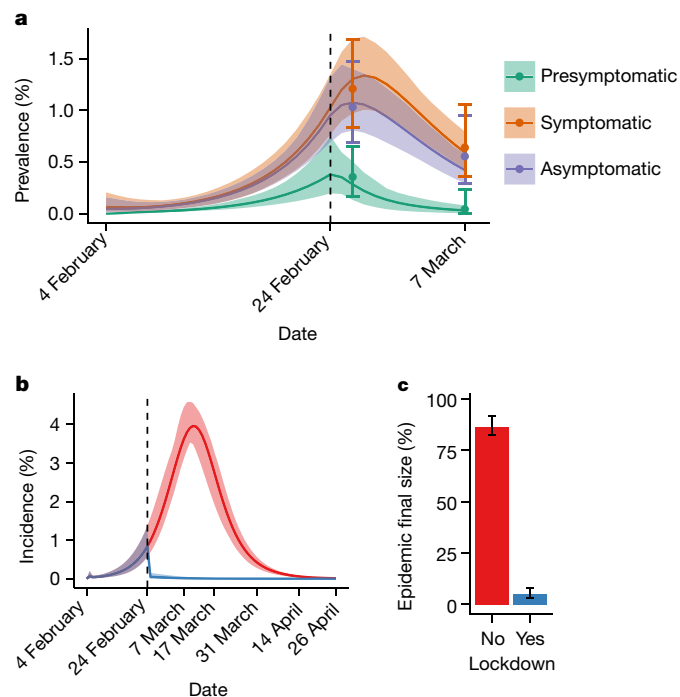 a
Prevalence (%)
1.5
1.0
0.5
0.0
4 February
24 February
7 March
Date
Presymptomatic
Symptomatic
Asymptomatic
b
Incidence (%)
4
3
2
1
0
4 February
24 February
7 March
17 March
31 March
14 April
26 April
Date
c
Epidemic final size (%)
100
75
50
25
0
No Yes
Lockdown